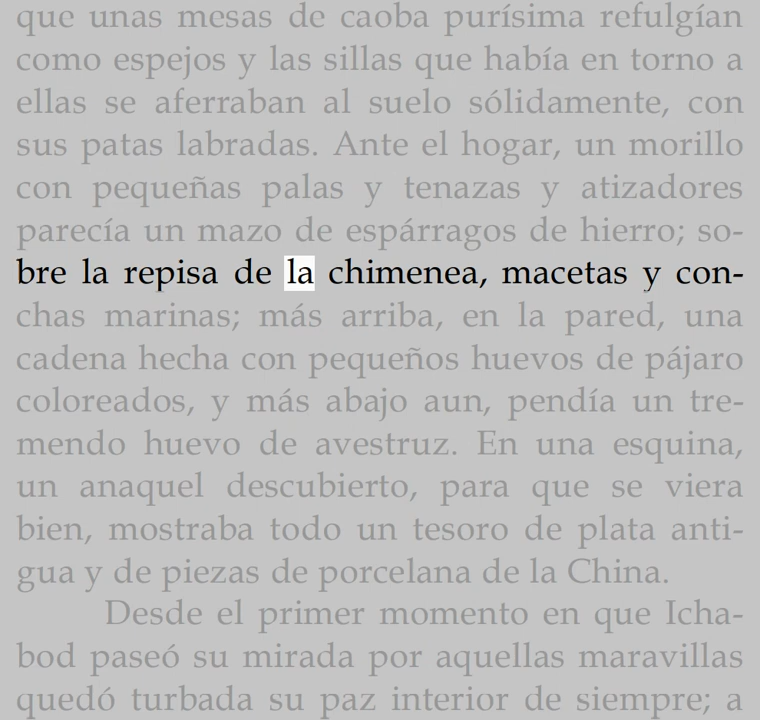 que unas mesas de caoba purísima refulgían
como espejos y las sillas que había en torno a
ellas se aferraban al suelo sólidamente, con
sus patas labradas. Ante el hogar, un morillo
con pequeñas palas y tenazas y atizadores
parecía un mazo de espárragos de hierro; so-
bre la repisa de la chimenea, macetas y con-
chas marinas; más arriba, en la pared, una
cadena hecha con pequeños huevos de pájaro
coloreados, y más abajo aun, pendía un tre-
mendo huevo de avestruz. En una esquina,
un anaquel descubierto, para que se viera
bien, mostraba todo un tesoro de plata anti-
gua y de piezas de porcelana de la China.
Desde el primer momento en que Icha-
bod paseó su mirada por aquellas maravillas
quedó turbada su paz interior de siempre; a